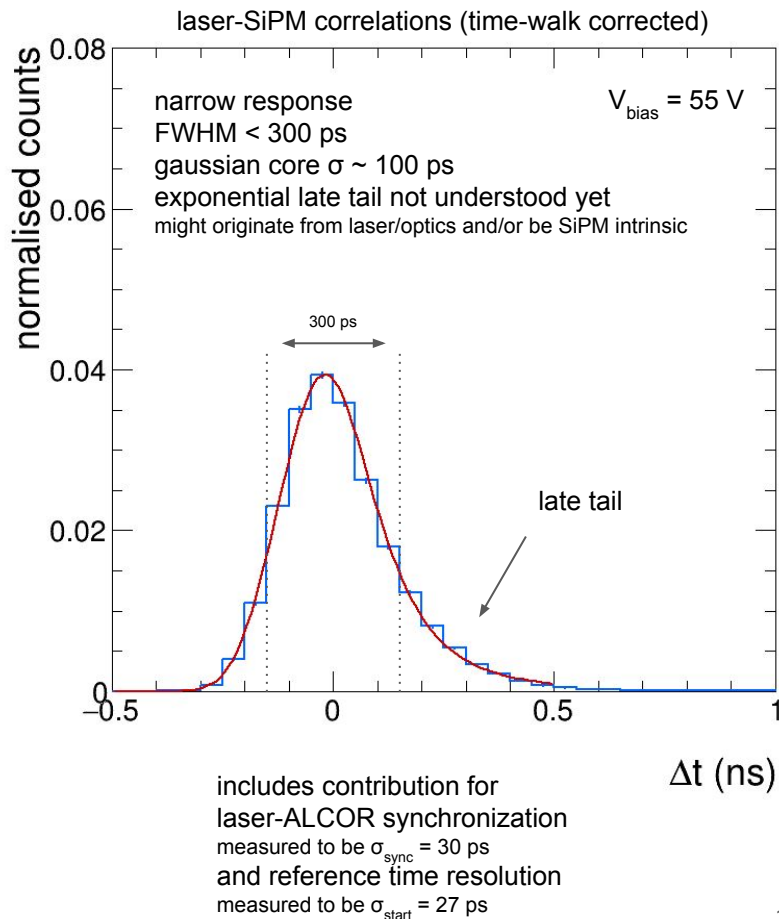 laser-SiPM correlations (time-walk corrected)
normalised counts
0.08
0.06
0.04
0.02
0
narrow response
V_bias = 55 V
FWHM < 300 ps
gaussian core σ ~ 100 ps
exponential late tail not understood yet
might originate from laser/optics and/or be SiPM intrinsic
300 ps
late tail
−0.5
0
0.5
1
Δt (ns)
includes contribution for
laser-ALCOR synchronization
measured to be σ_sync = 30 ps
and reference time resolution
measured to be σ_start = 27 ps